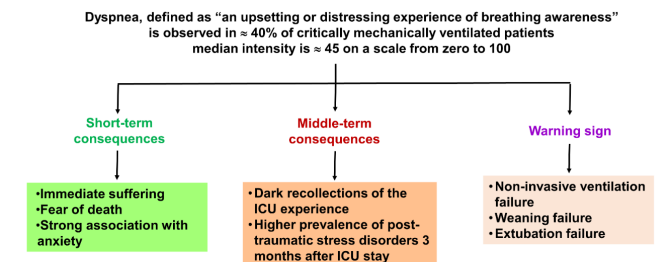 Dyspnea, defined as “an upsetting or distressing experience of breathing awareness”
is observed in ≈ 40% of critically mechanically ventilated patients
median intensity is ≈ 45 on a scale from zero to 100
Short-term
consequences
•Immediate suffering
•Fear of death
•Strong association with
anxiety
Middle-term
consequences
•Dark recollections of the
ICU experience
•Higher prevalence of post-
traumatic stress disorders 3
months after ICU stay
Warning sign
•Non-invasive ventilation
failure
•Weaning failure
•Extubation failure